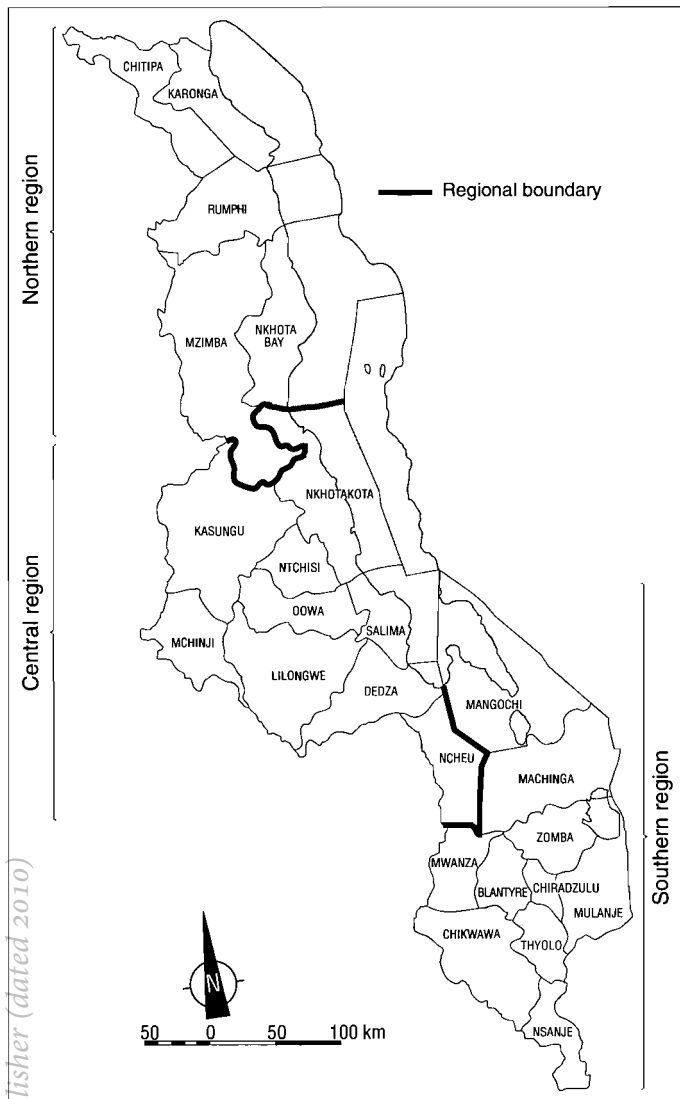 CHITIPA
KARONGA
RUMPHI
Regional boundary
Northern region
MZIMBA
NKHOTA
BAY
NKHOTAKOTA
KASUNGU
NTCHISI
OOWA
SALIMA
Central region
MCHINJI
LILONGWE
DEDZA
MANGOCHI
NCHEU
MACHINGA
ZOMBA
Southern region
MWANZA
BLANTYRE
CHIRADZULU
MULANJE
CHIKWAWA
THYOLO
NSANJE
N
50 0 50 100 km
lisher (dated 2010)